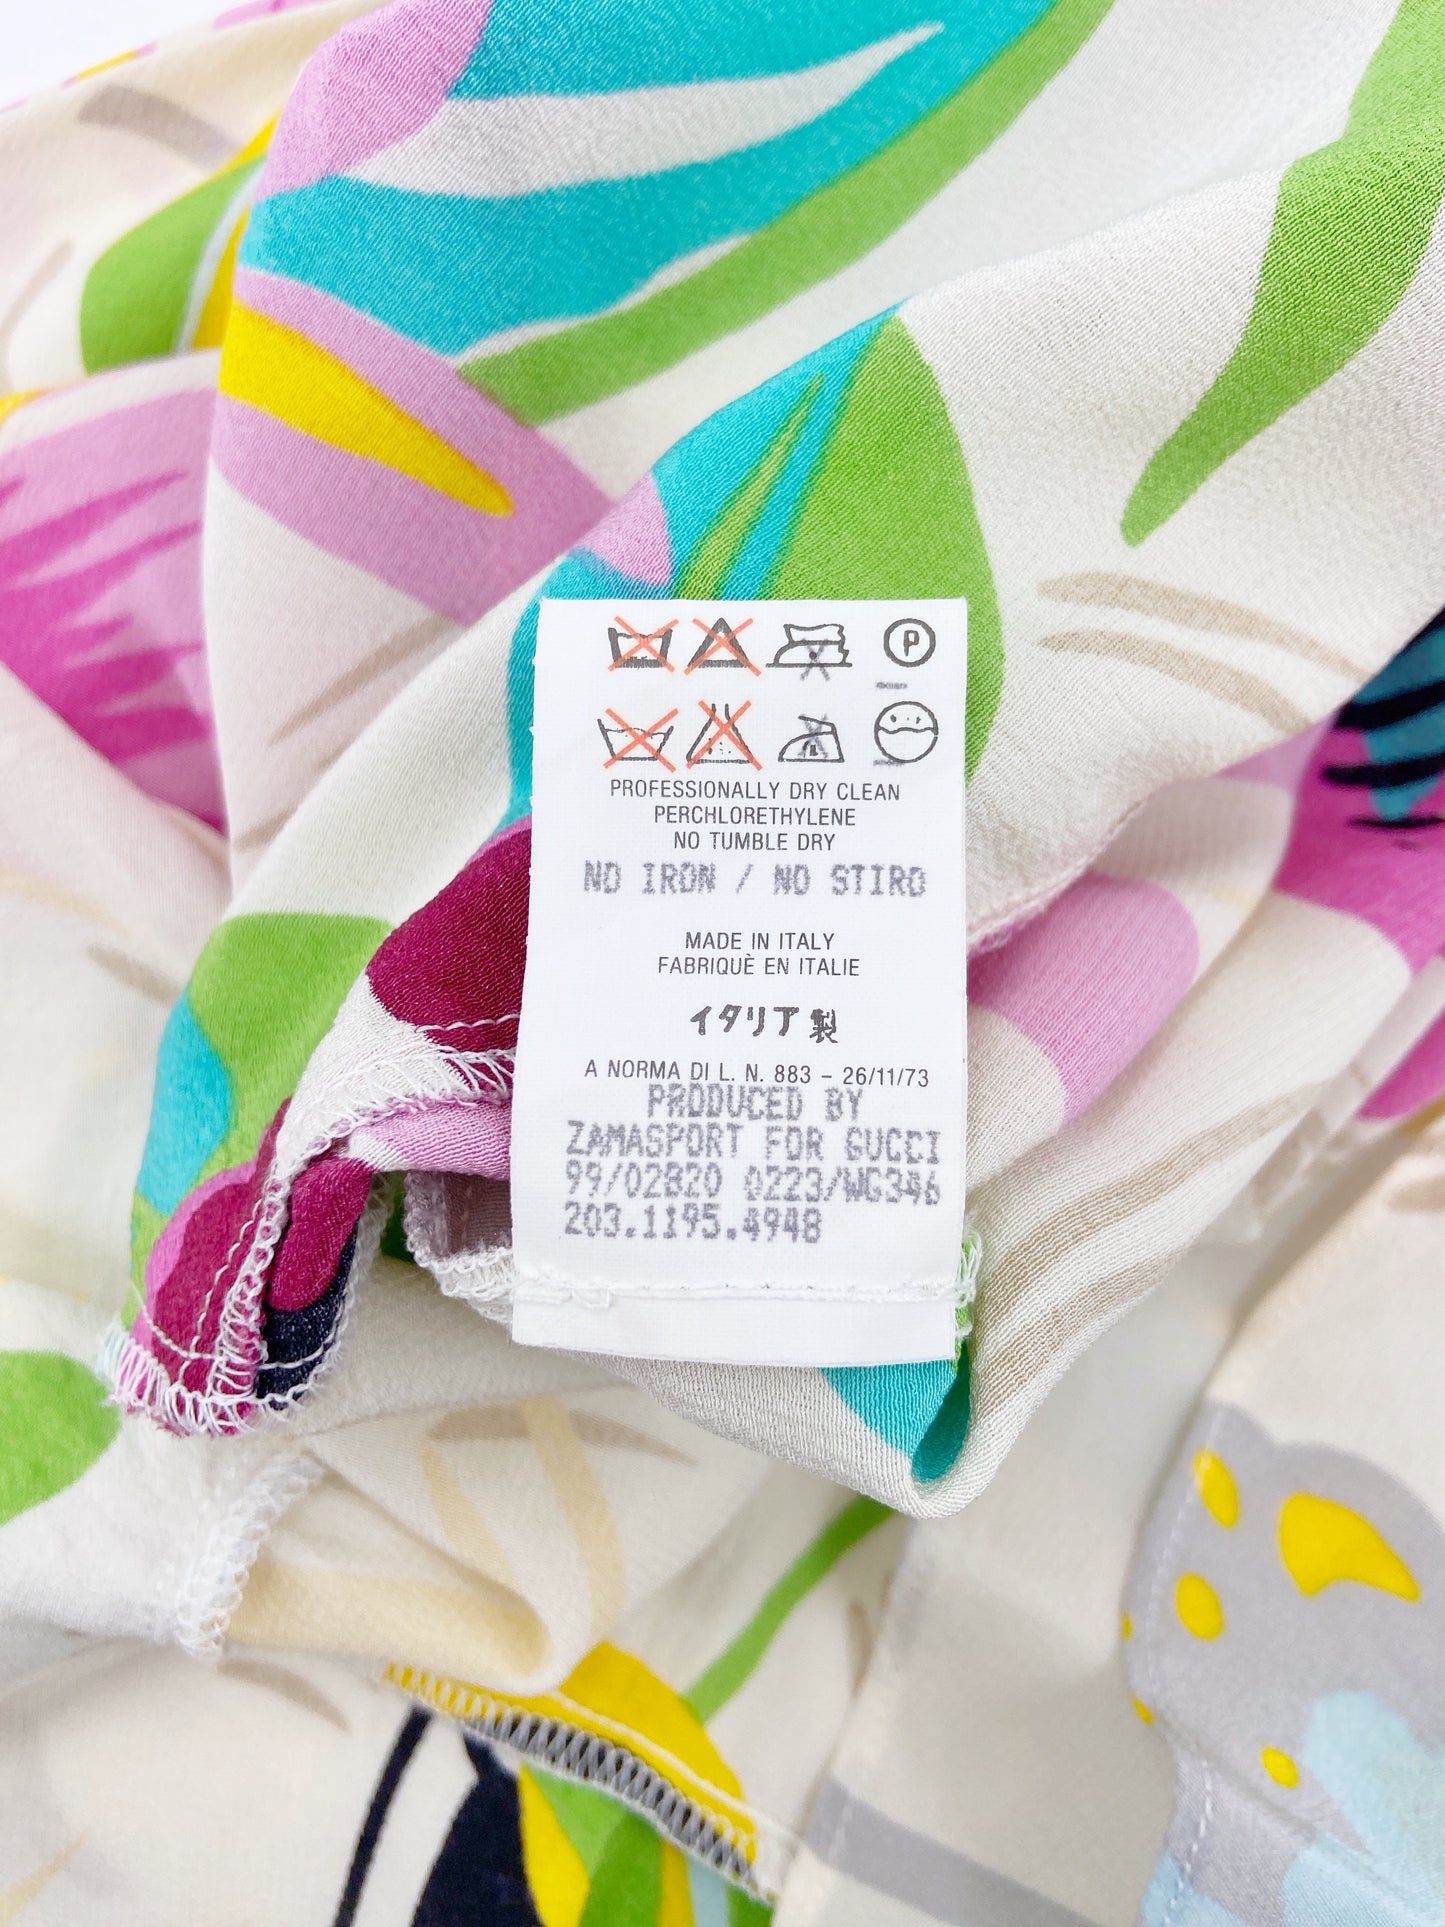 P
PROFESSIONALLY DRY CLEAN
PERCHLORETHYLENE
NO TUMBLE DRY
NO IRON / NO STIRO
MADE IN ITALY
FABRIQUÈ EN ITALIE
イタリア製
A NORMA DI L. N. 883 – 26/11/73
PRODUCED BY
ZAMASPORT FOR GUCCI
99/02820 0223/WG346
203.1195.4948